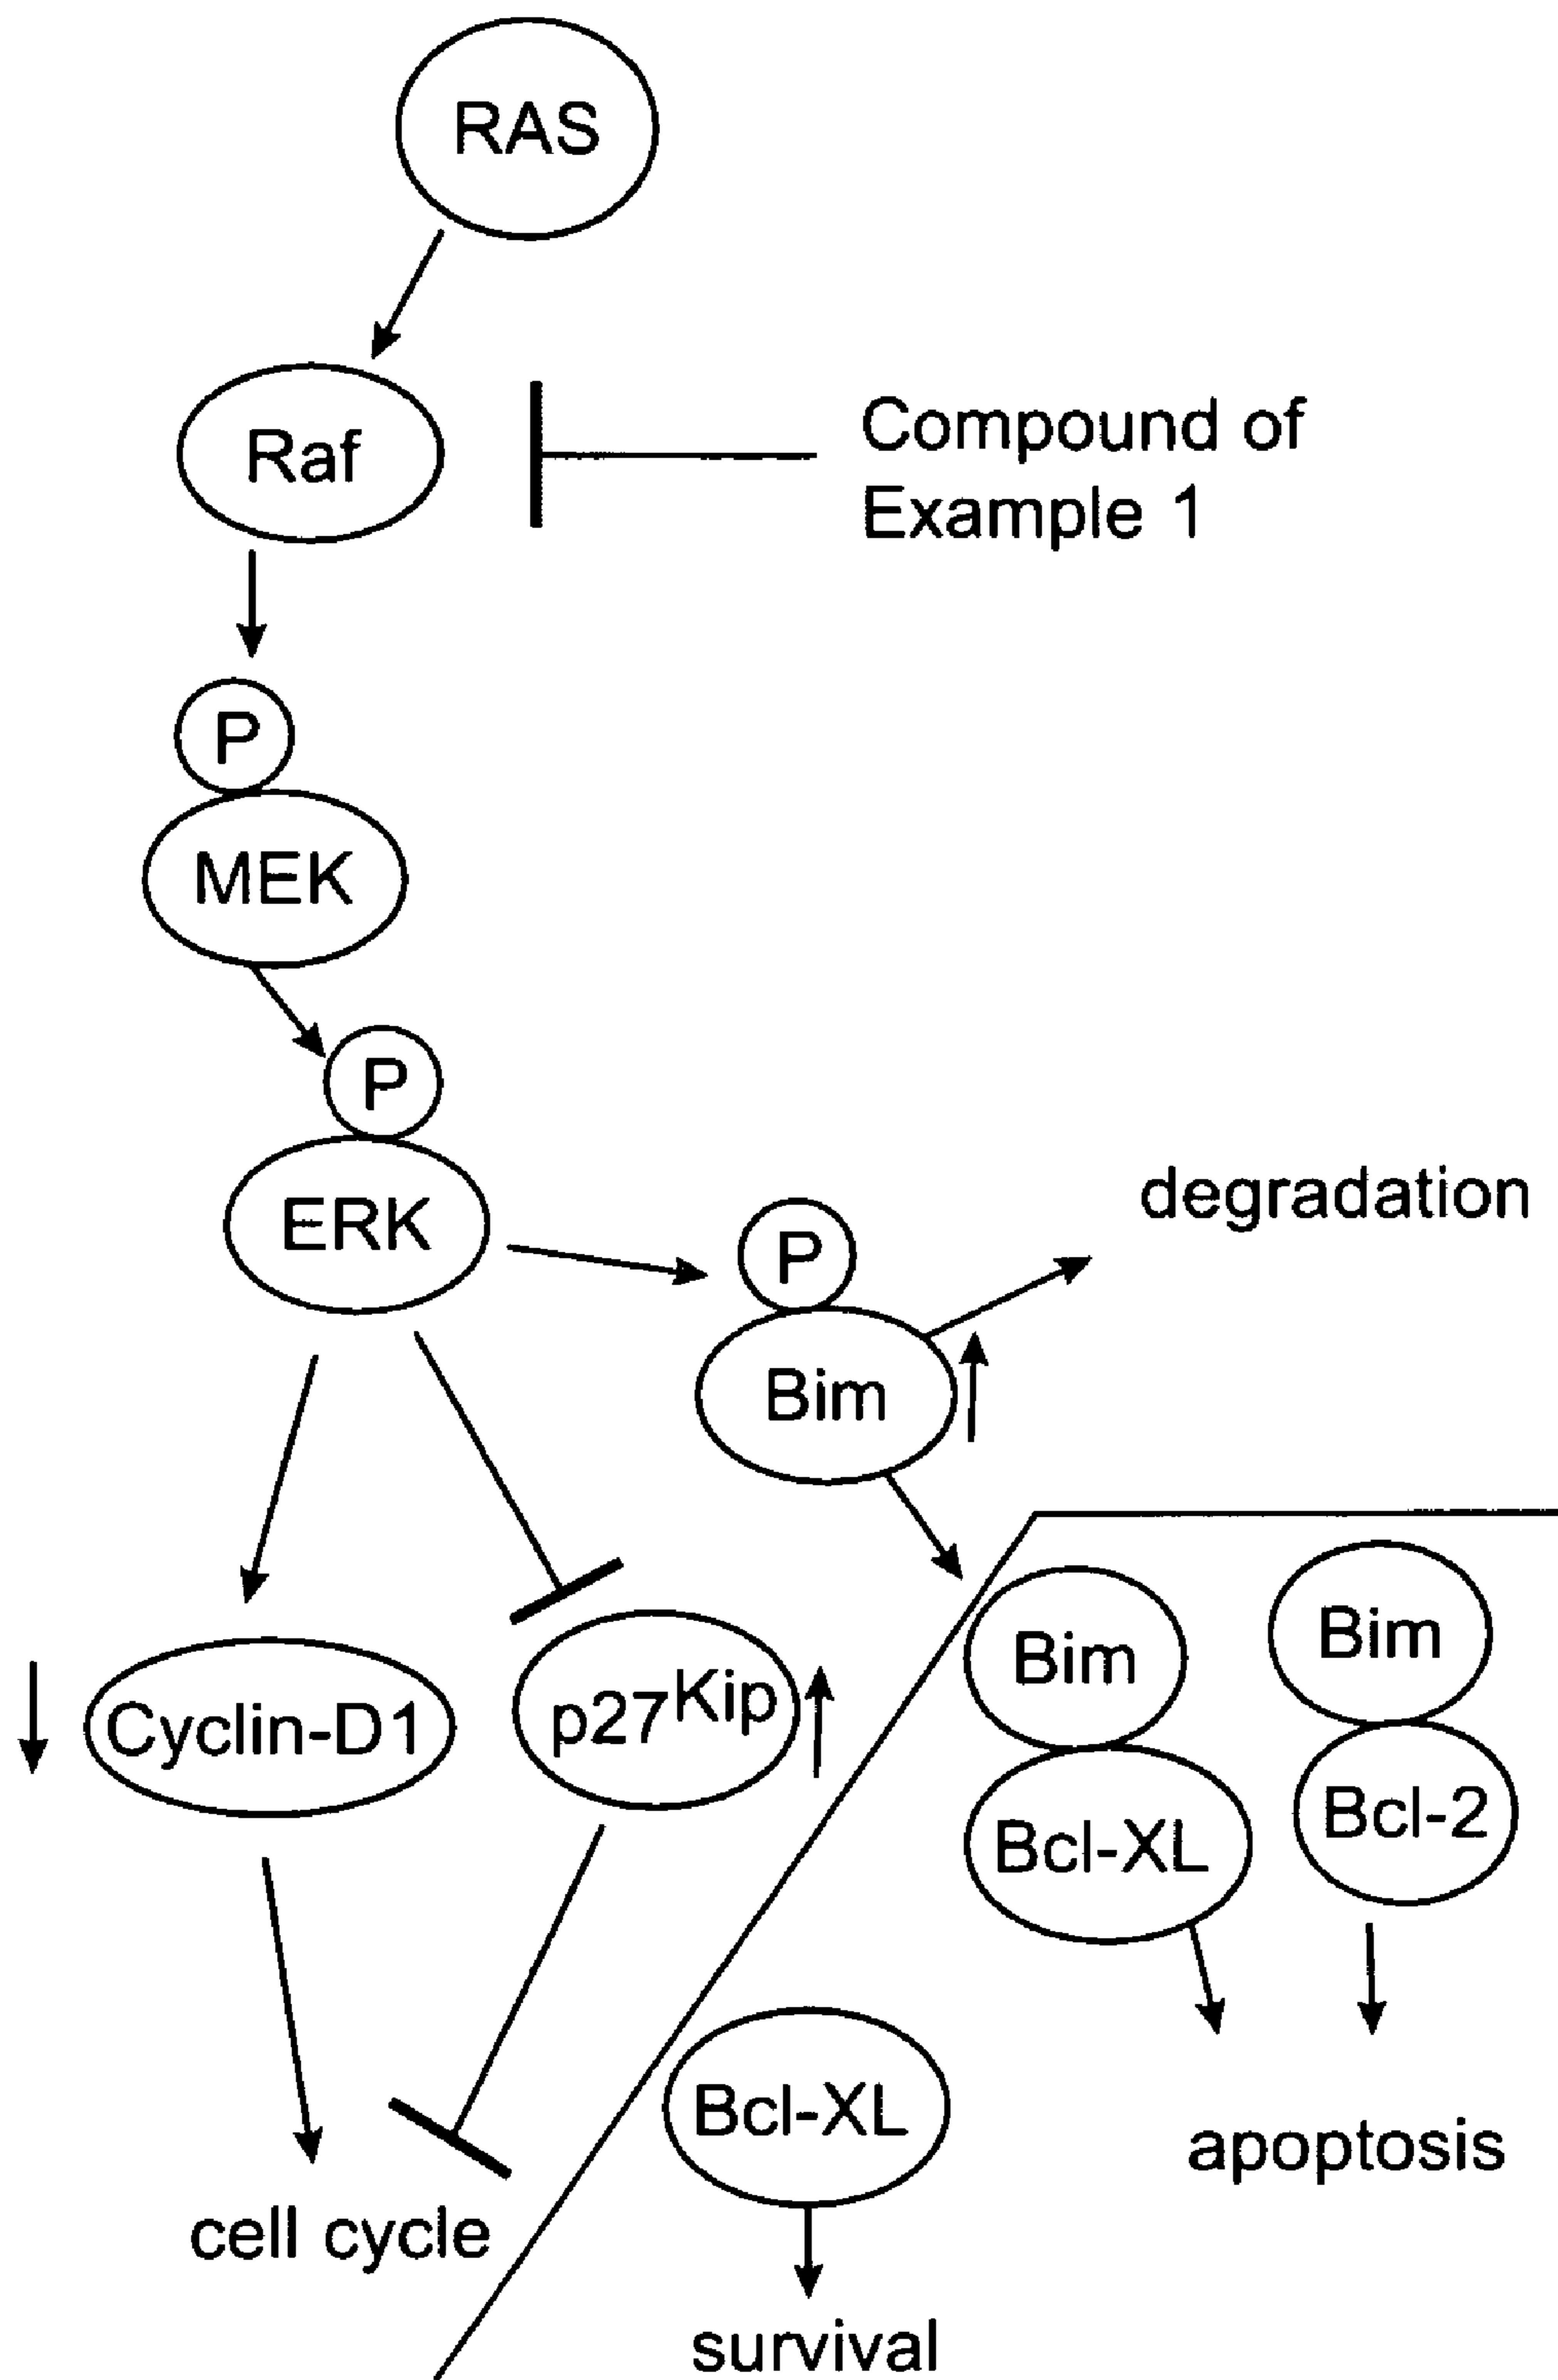 RAS
Raf
Compound of
Example 1
P
MEK
P
ERK
degradation
P
Bim
Bim
Bim
Cyclin-D1
p27Kip
Bcl-XL
Bcl-2
Bcl-XL
apoptosis
cell cycle
survival